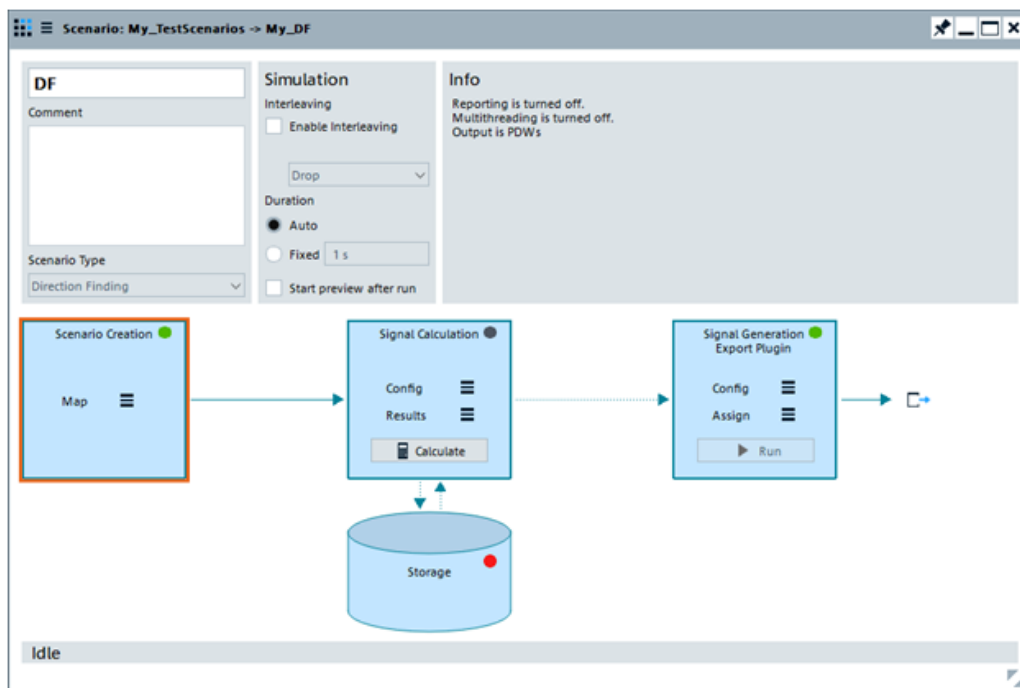 Scenario: My_TestScenarios -> My_DF
DF
Comment
Scenario Type
Direction Finding
Simulation
Interleaving
Enable Interleaving
Drop
Duration
Auto
Fixed 1 s
Start preview after run
Info
Reporting is turned off.
Multithreading is turned off.
Output is PDWs
Scenario Creation
Map
Signal Calculation
Config
Results
Calculate
Signal Generation
Export Plugin
Config
Assign
Run
Storage
Idle